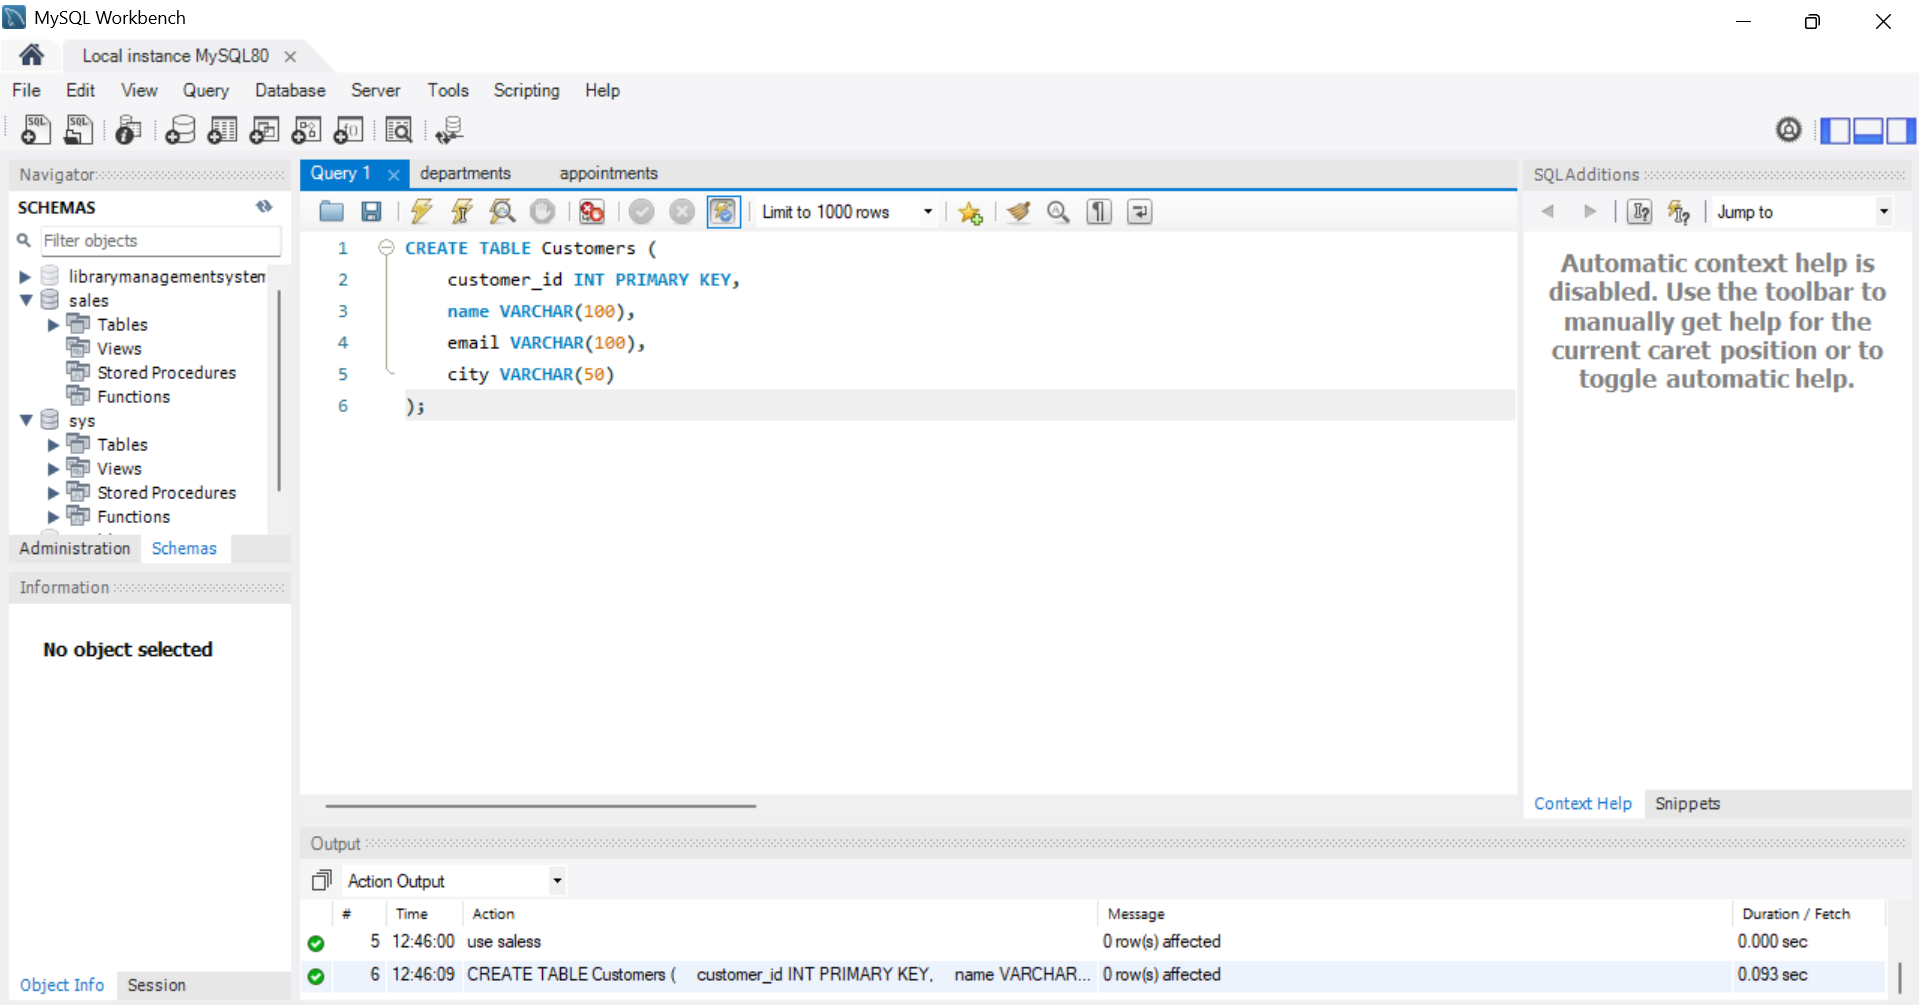 MySQL Workbench
Local instance MySQL80
File Edit View Query Database Server Tools Scripting Help
Navigator
SCHEMAS
Filter objects
librarymanagementsystem
sales
Tables
Views
Stored Procedures
Functions
sys
Tables
Views
Stored Procedures
Functions
Administration Schemas
Information
No object selected
Object Info Session
Query 1 departments appointments
Limit to 1000 rows
1 CREATE TABLE Customers (
2 customer_id INT PRIMARY KEY,
3 name VARCHAR(100),
4 email VARCHAR(100),
5 city VARCHAR(50)
6 );
SQLAdditions
Jump to
Automatic context help is
disabled. Use the toolbar to
manually get help for the
current caret position or to
toggle automatic help.
Context Help Snippets
Output
Action Output
# Time Action Message Duration / Fetch
5 12:46:00 use saless 0 row(s) affected 0.000 sec
6 12:46:09 CREATE TABLE Customers ( customer_id INT PRIMARY KEY, name VARCHAR... 0 row(s) affected 0.093 sec